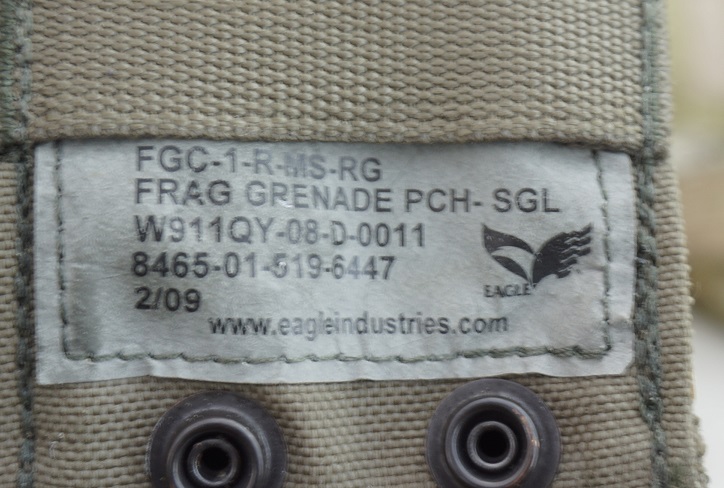 FGC-1-R-MS-RG
FRAG GRENADE PCH- SGL
W911QY-08-D-0011
8465-01-519-6447
2/09
EAGLE
www.eagleindustries.com